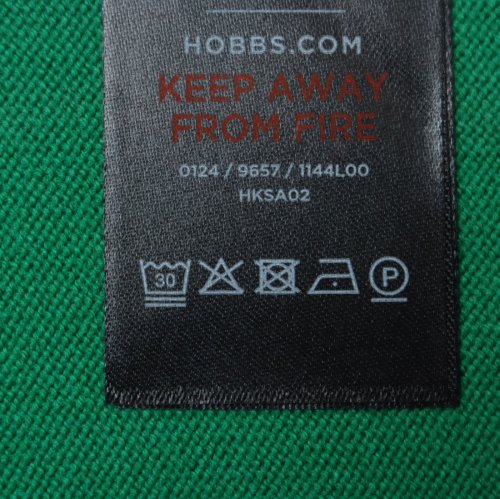 HOBBS.COM
KEEP AWAY
FROM FIRE
0124 / 9657 / 1144L00
HKSA02
30 P